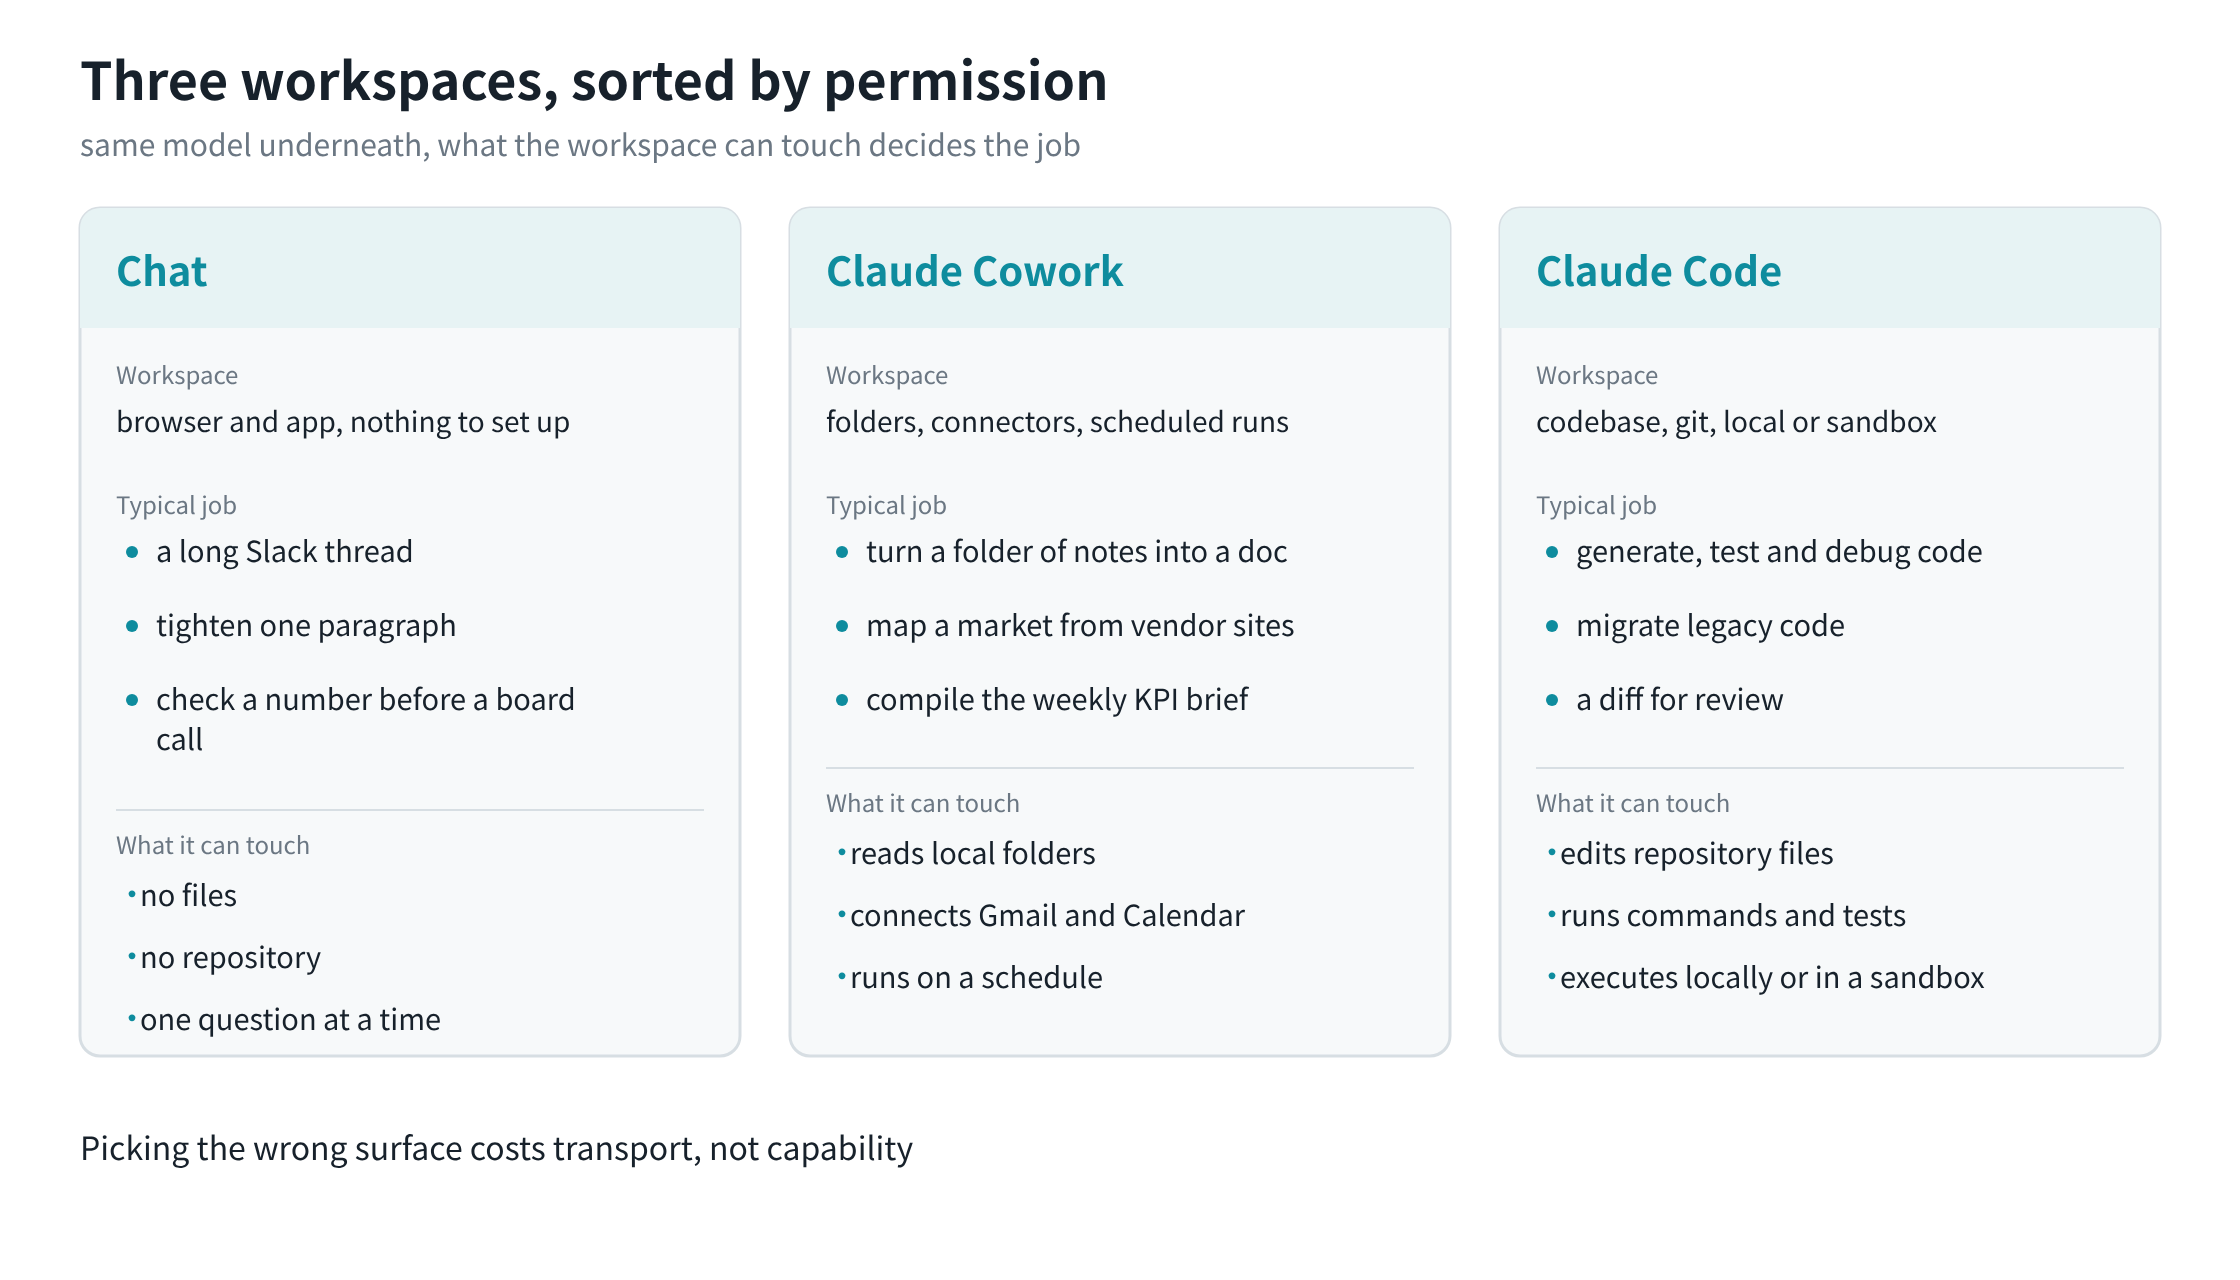 Three workspaces, sorted by permission
same model underneath, what the workspace can touch decides the job
Chat
Workspace
browser and app, nothing to set up
Typical job
• a long Slack thread
• tighten one paragraph
• check a number before a board
call
What it can touch
• no files
• no repository
• one question at a time
Claude Cowork
Workspace
folders, connectors, scheduled runs
Typical job
• turn a folder of notes into a doc
• map a market from vendor sites
• compile the weekly KPI brief
What it can touch
• reads local folders
• connects Gmail and Calendar
• runs on a schedule
Claude Code
Workspace
codebase, git, local or sandbox
Typical job
• generate, test and debug code
• migrate legacy code
• a diff for review
What it can touch
• edits repository files
• runs commands and tests
• executes locally or in a sandbox
Picking the wrong surface costs transport, not capability